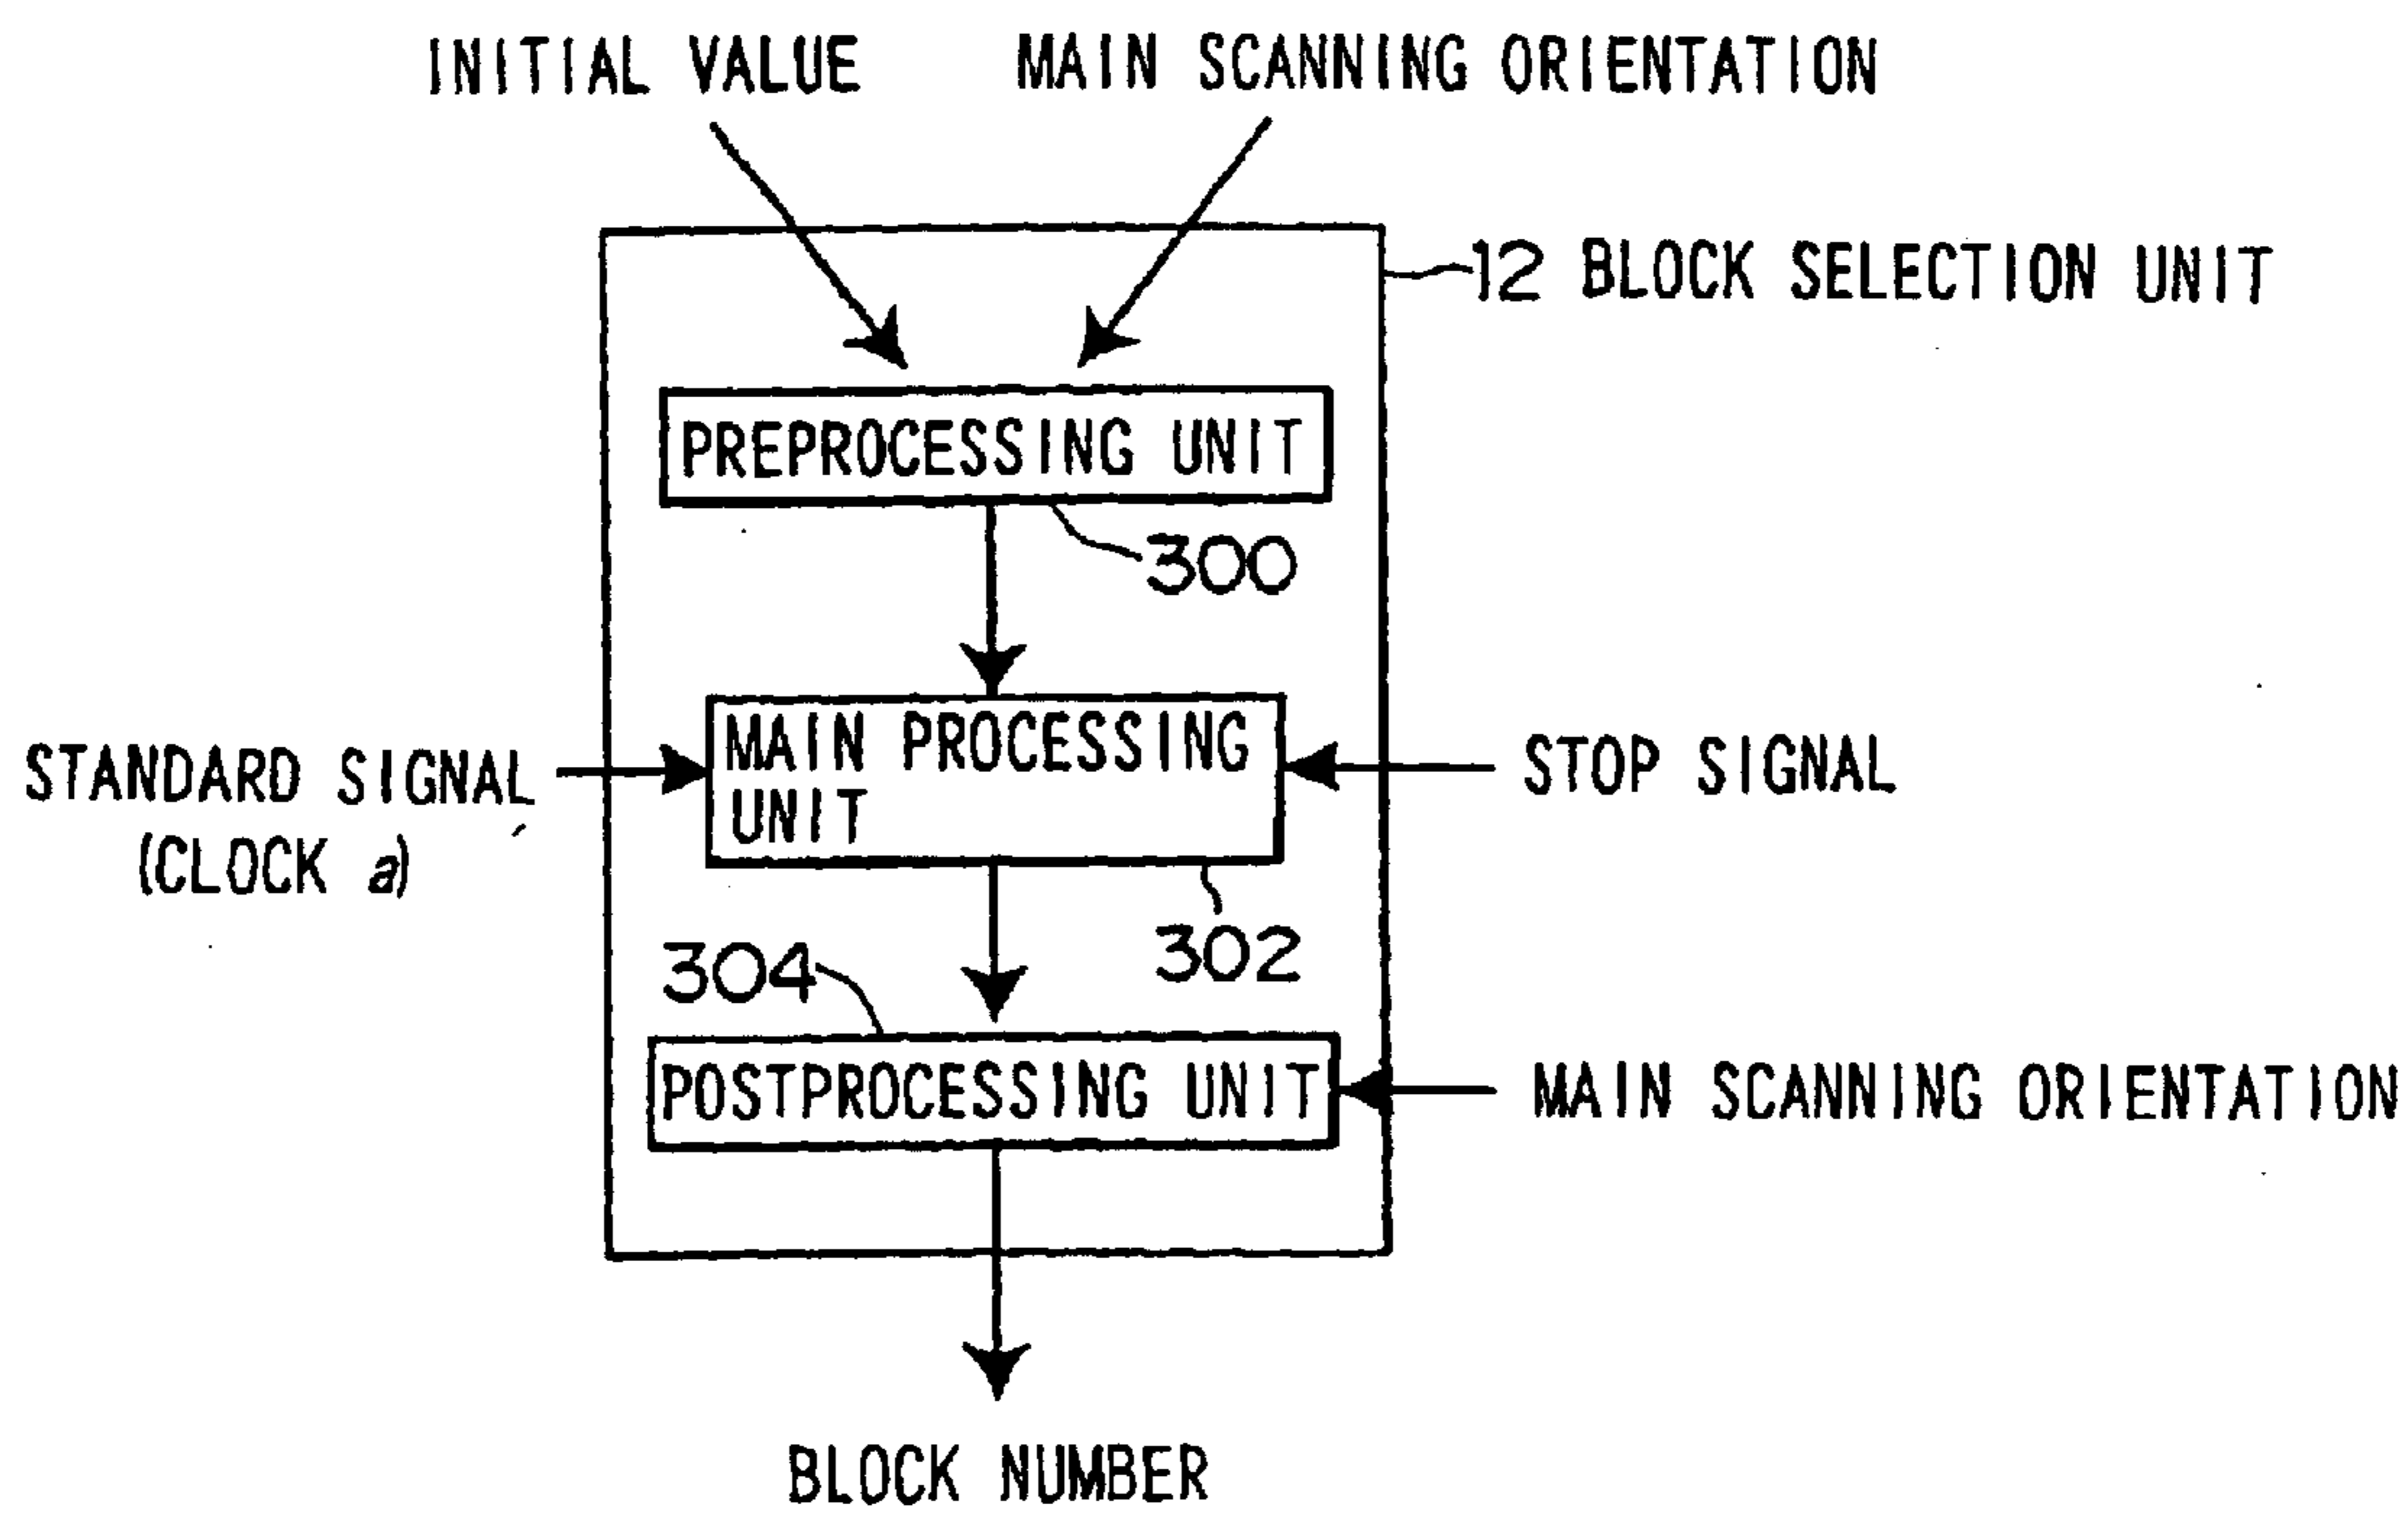 INITIAL VALUE
MAIN SCANNING ORIENTATION
12 BLOCK SELECTION UNIT
PREPROCESSING UNIT
300
MAIN PROCESSING
UNIT
STANDARD SIGNAL
(CLOCK a)
STOP SIGNAL
302
304
POSTPROCESSING UNIT
MAIN SCANNING ORIENTATION
BLOCK NUMBER